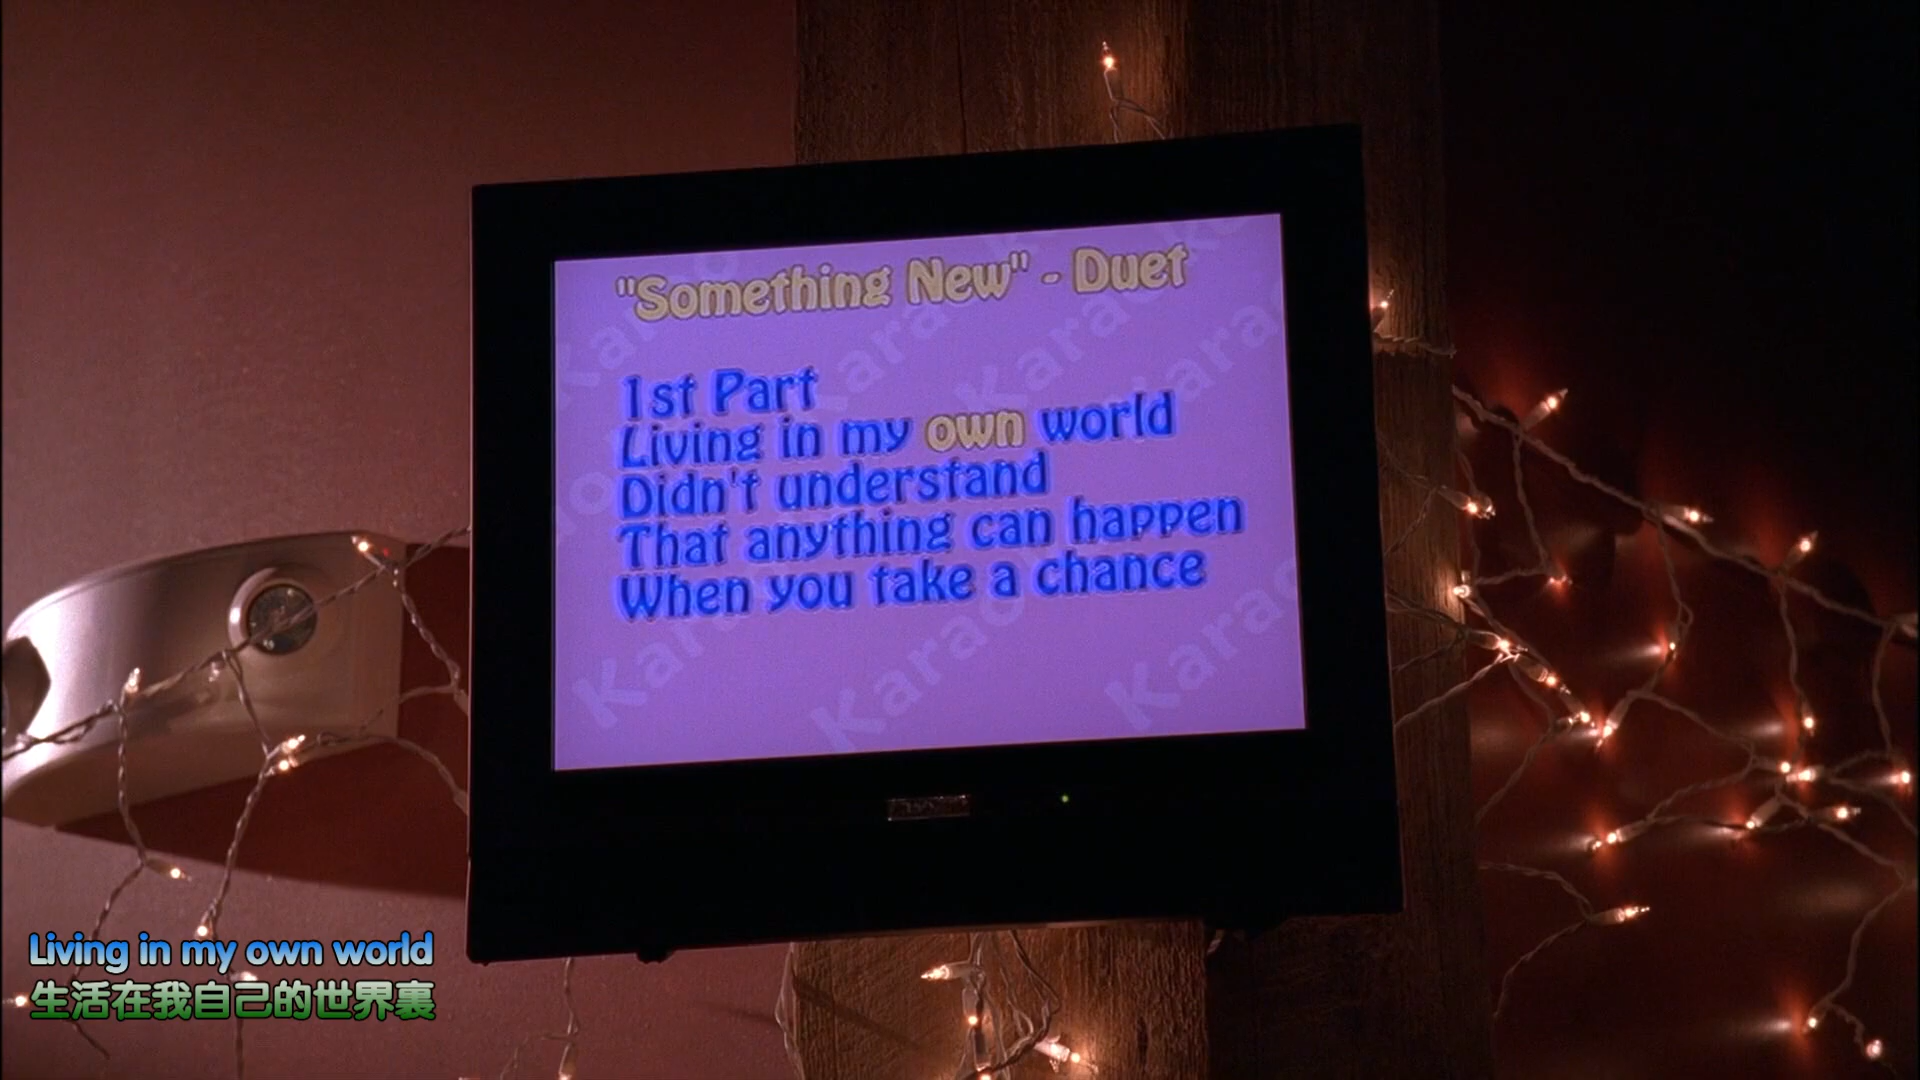 "Something New" - Duet
1st Part
Living in my own world
Didn't understand
That anything can happen
When you take a chance
Karaoke
Living in my own world
生活在我自己的世界裏